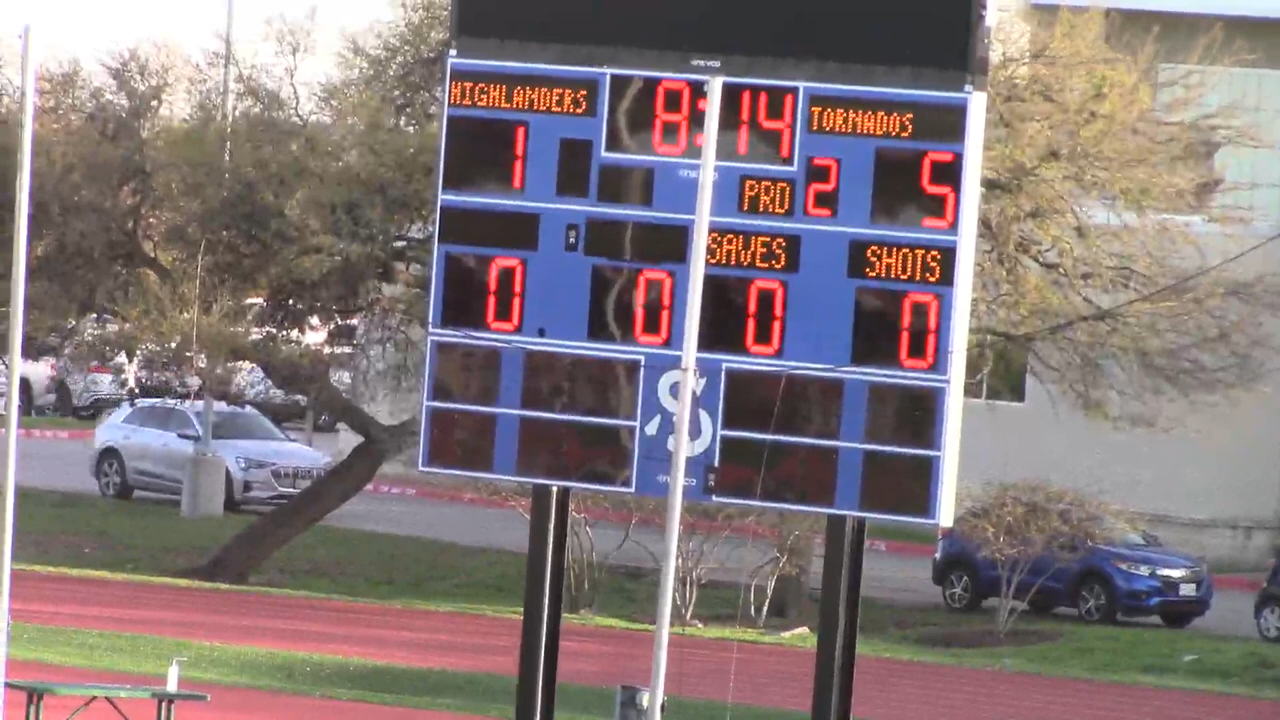 HIGHLANDERS 8:14 TORNADOS
1 PRD 2 5
SAVES SHOTS
0 0 0 0
S